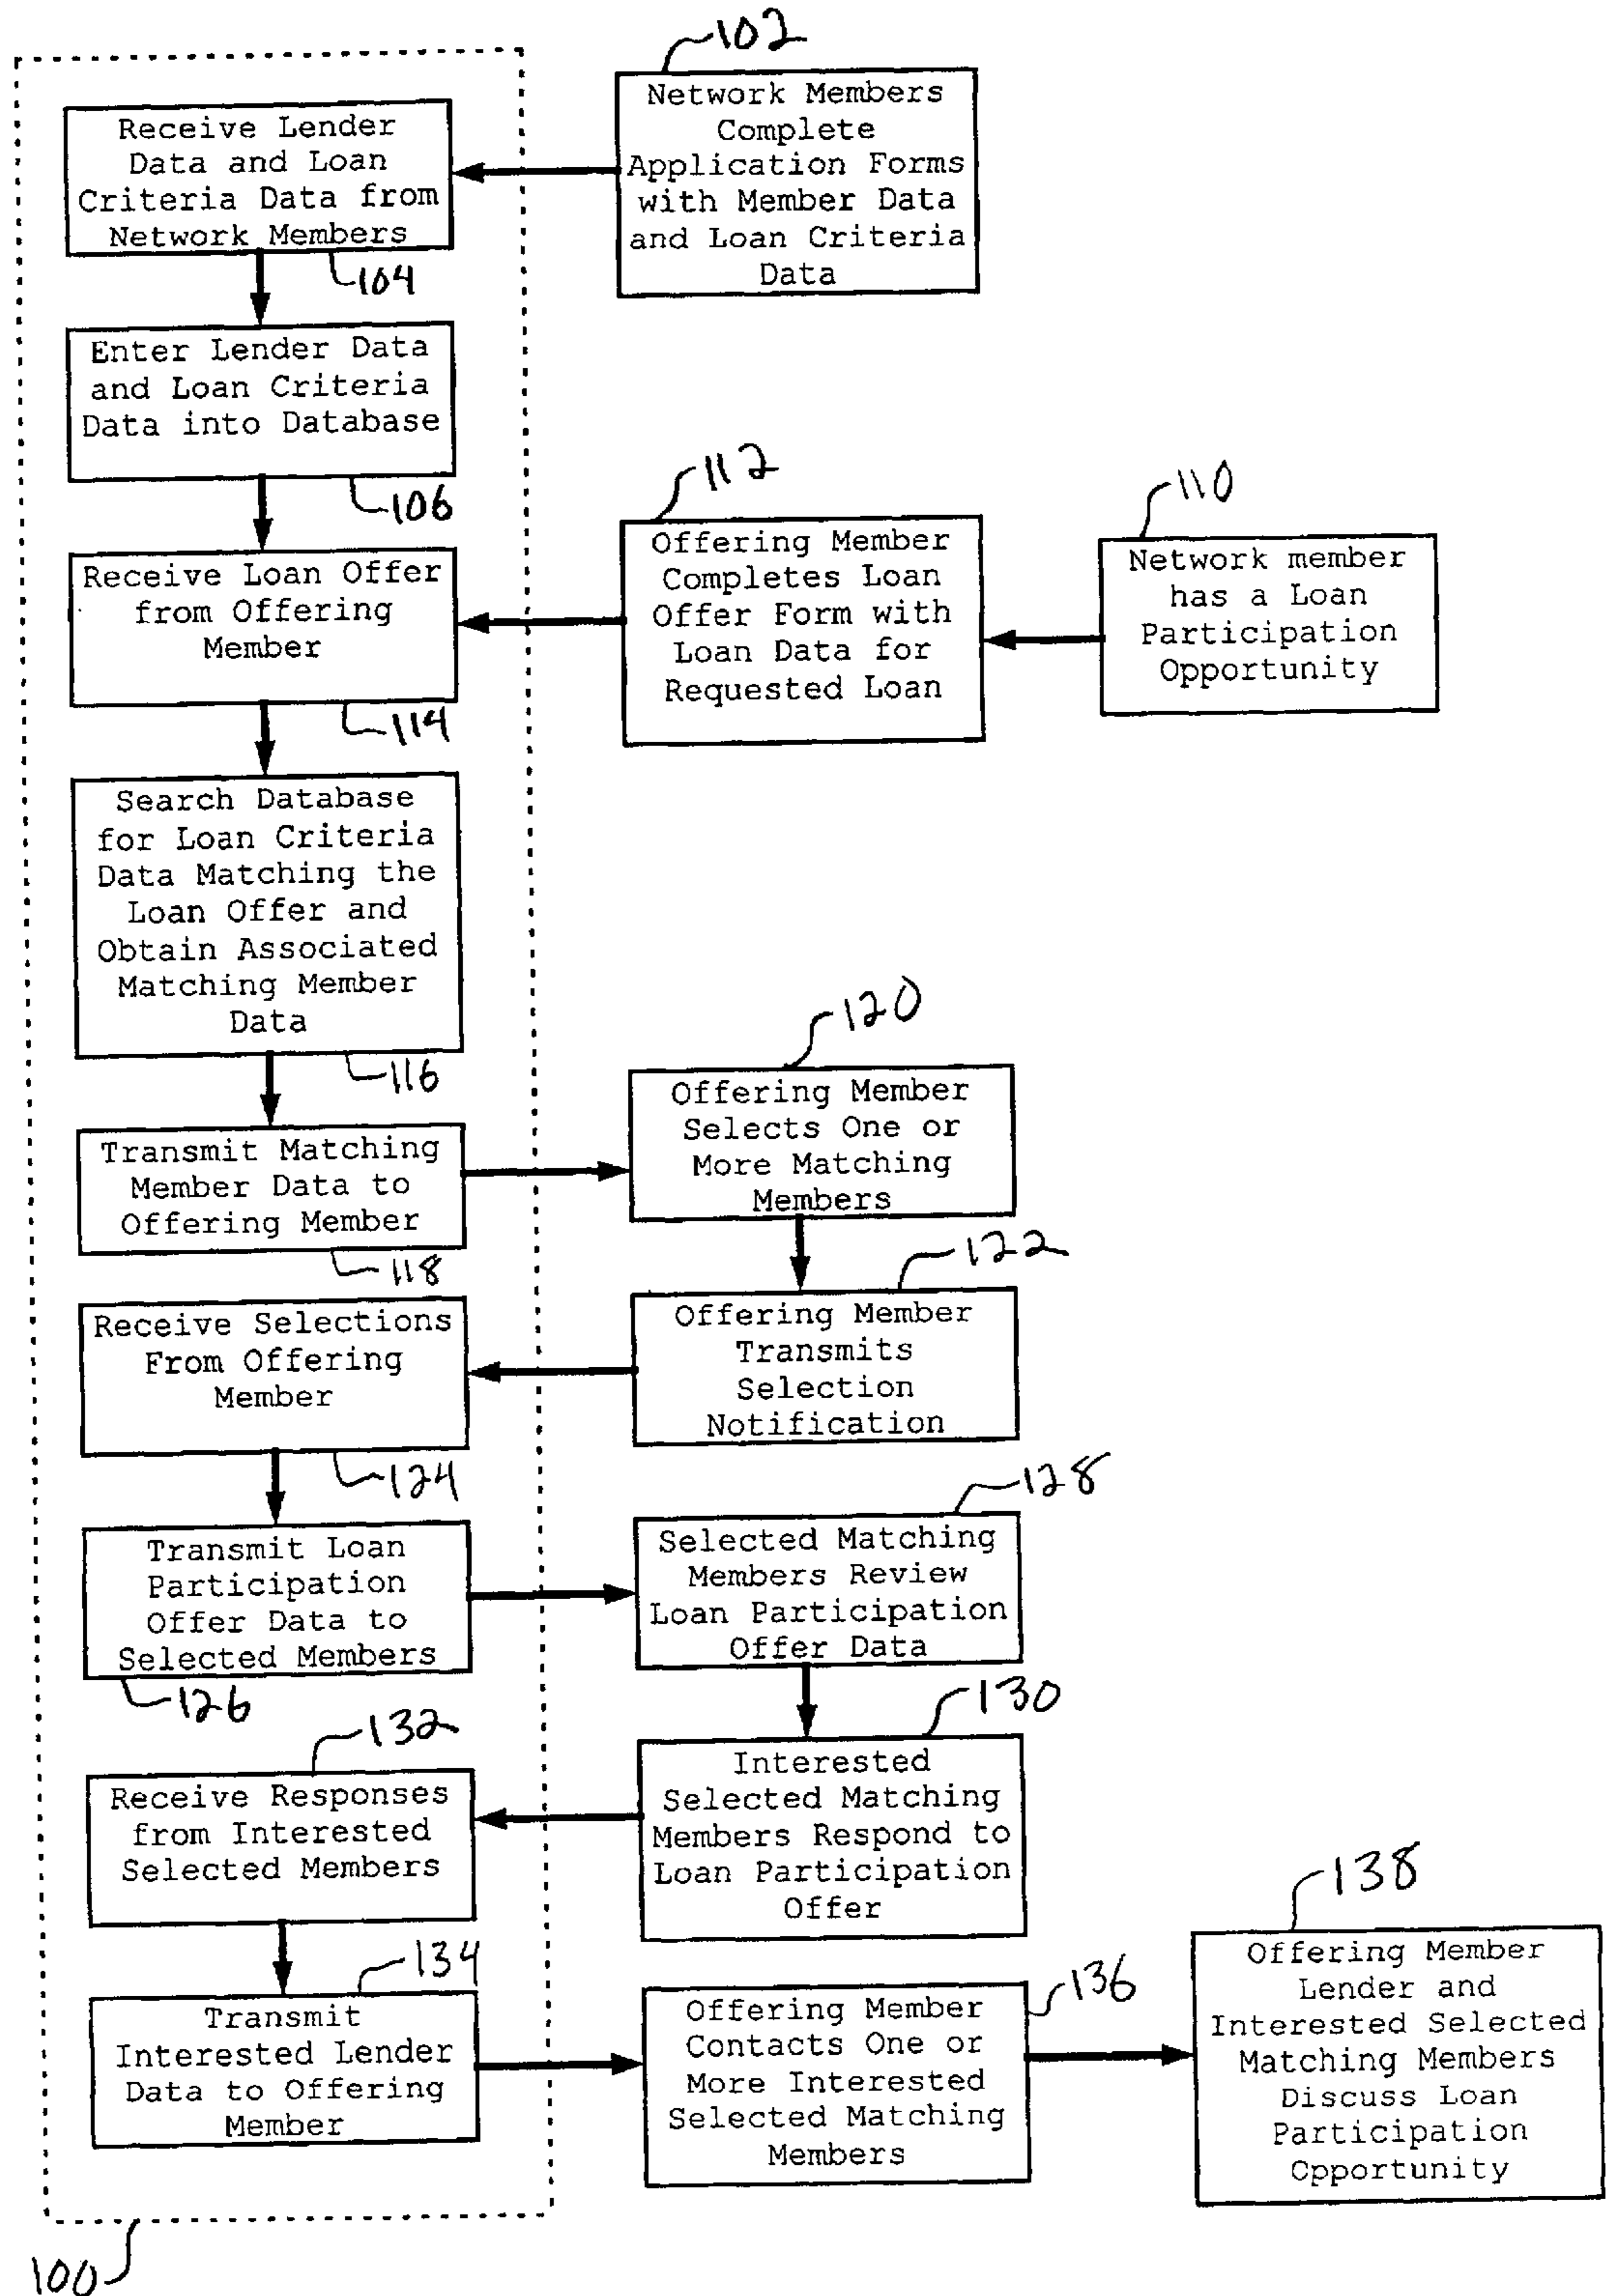 102
Network Members
Complete
Application Forms
with Member Data
and Loan Criteria
Data
Receive Lender
Data and Loan
Criteria Data from
Network Members
104
Enter Lender Data
and Loan Criteria
Data into Database
106
110
Network member
has a Loan
Participation
Opportunity
112
Offering Member
Completes Loan
Offer Form with
Loan Data for
Requested Loan
Receive Loan Offer
from Offering
Member
114
Search Database
for Loan Criteria
Data Matching the
Loan Offer and
Obtain Associated
Matching Member
Data
116
Transmit Matching
Member Data to
Offering Member
118
120
Offering Member
Selects One or
More Matching
Members
122
Offering Member
Transmits
Selection
Notification
Receive Selections
From Offering
Member
124
Transmit Loan
Participation
Offer Data to
Selected Members
126
128
Selected Matching
Members Review
Loan Participation
Offer Data
130
Interested
Selected Matching
Members Respond to
Loan Participation
Offer
132
Receive Responses
from Interested
Selected Members
134
Transmit
Interested Lender
Data to Offering
Member
136
Offering Member
Contacts One or
More Interested
Selected Matching
Members
138
Offering Member
Lender and
Interested Selected
Matching Members
Discuss Loan
Participation
Opportunity
100